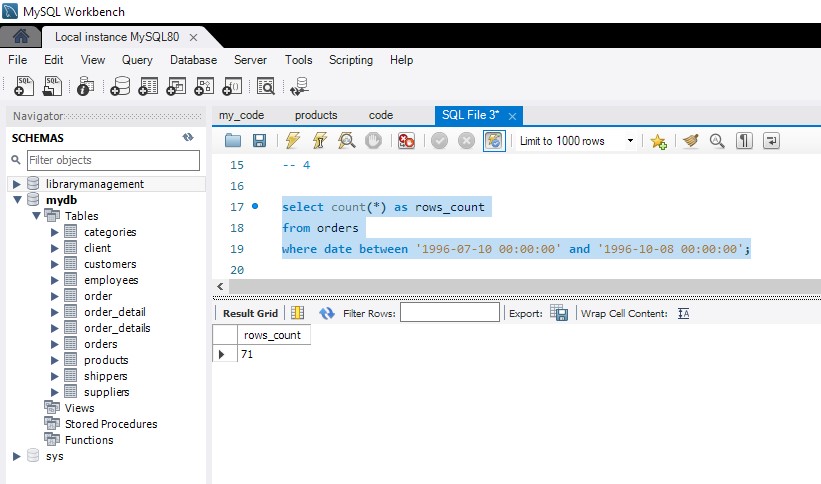 MySQL Workbench
Local instance MySQL80
File Edit View Query Database Server Tools Scripting Help
Navigator
SCHEMAS
Filter objects
librarymanagement
mydb
Tables
categories
client
customers
employees
order
order_detail
order_details
orders
products
shippers
suppliers
Views
Stored Procedures
Functions
sys
my_code products code SQL File 3*
Limit to 1000 rows
15 -- 4
16
17 select count(*) as rows_count
18 from orders
19 where date between '1996-07-10 00:00:00' and '1996-10-08 00:00:00';
20
Result Grid Filter Rows: Export: Wrap Cell Content:
rows_count
71